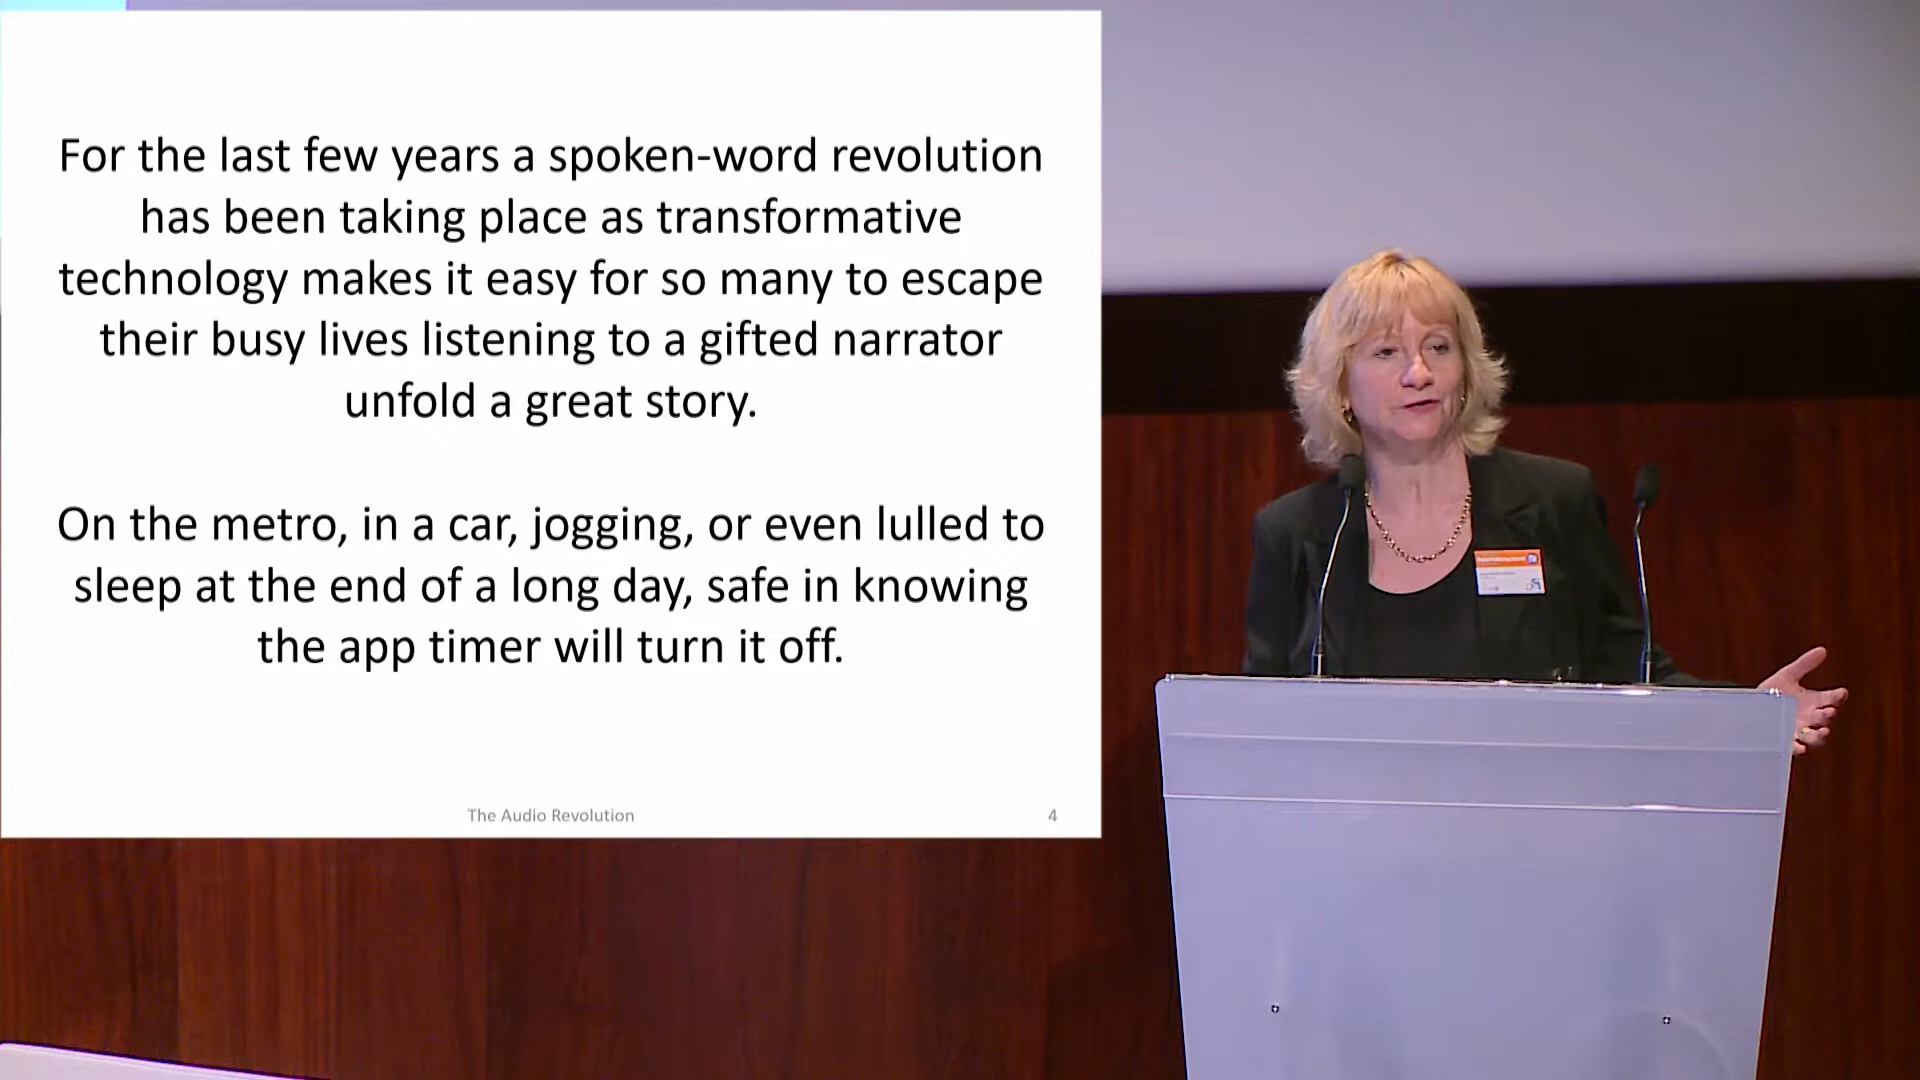 For the last few years a spoken-word revolution
has been taking place as transformative
technology makes it easy for so many to escape
their busy lives listening to a gifted narrator
unfold a great story.
On the metro, in a car, jogging, or even lulled to
sleep at the end of a long day, safe in knowing
the app timer will turn it off.
The Audio Revolution
4